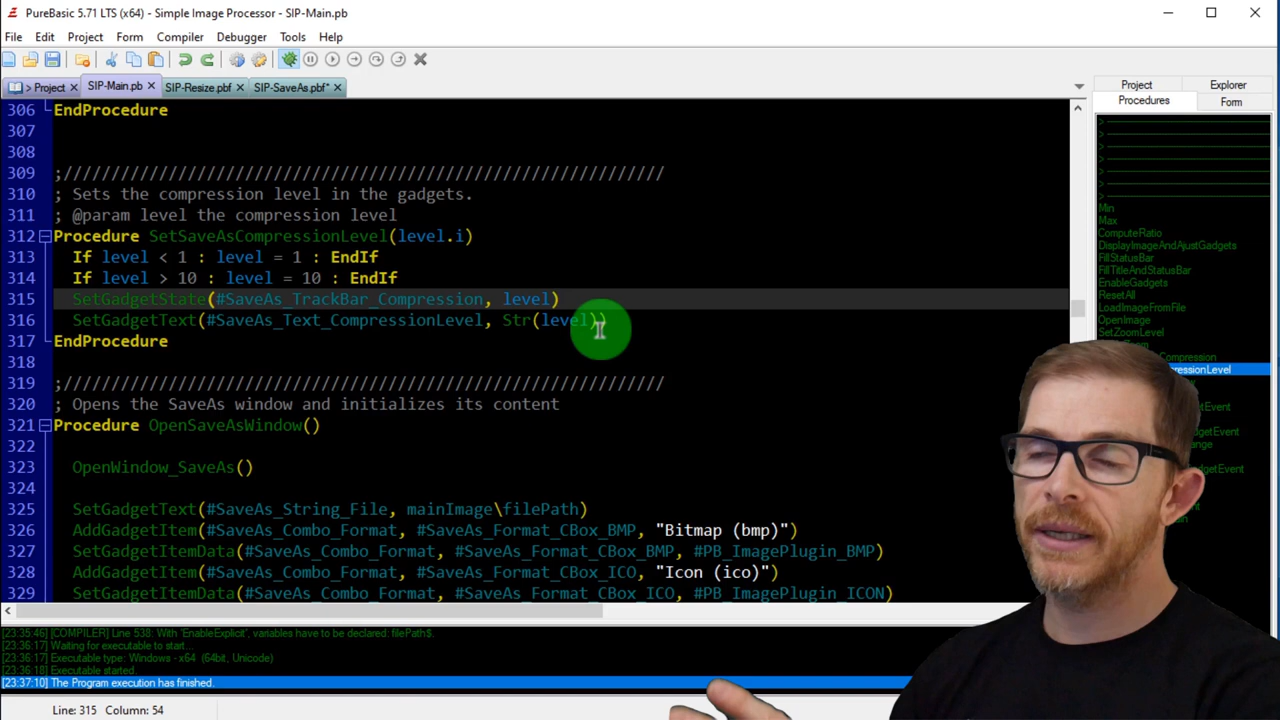 PureBasic 5.71 LTS (x64) - Simple Image Processor - SIP-Main.pb
File Edit Project Form Compiler Debugger Tools Help
> Project SIP-Main.pb SIP-Resize.pbf SIP-SaveAs.pbf*
306 EndProcedure
307
308
309 ;///////////////////////////////////////////////////////////////
310 ; Sets the compression level in the gadgets.
311 ; @param level the compression level
312 Procedure SetSaveAsCompressionLevel(level.i)
313 If level < 1 : level = 1 : EndIf
314 If level > 10 : level = 10 : EndIf
315 SetGadgetState(#SaveAs_TrackBar_Compression, level)
316 SetGadgetText(#SaveAs_Text_CompressionLevel, Str(level))
317 EndProcedure
318
319 ;///////////////////////////////////////////////////////////////
320 ; Opens the SaveAs window and initializes its content
321 Procedure OpenSaveAsWindow()
322
323 OpenWindow_SaveAs()
324
325 SetGadgetText(#SaveAs_String_File, mainImage\filePath)
326 AddGadgetItem(#SaveAs_Combo_Format, #SaveAs_Format_CBox_BMP, "Bitmap (bmp)")
327 SetGadgetItemData(#SaveAs_Combo_Format, #SaveAs_Format_CBox_BMP, #PB_ImagePlugin_BMP)
328 AddGadgetItem(#SaveAs_Combo_Format, #SaveAs_Format_CBox_ICO, "Icon (ico)")
329 SetGadgetItemData(#SaveAs_Combo_Format, #SaveAs_Format_CBox_ICO, #PB_ImagePlugin_ICON)
Project Explorer
Procedures Form
Min
Max
ComputeRatio
DisplayImageAndAjustGadgets
FillStatusBar
FillTitleAndStatusBar
EnableGadgets
ResetAll
LoadImageFromFile
OpenImage
SetZoomLevel
Compression
pressionLevel
GadgetEvent
dgetEvent
ange
dgetEvent
[23:35:46] [COMPILER] Line 538: With 'EnableExplicit', variables have to be declared: filePath$.
[23:36:17] Waiting for executable to start...
[23:36:17] Executable type: Windows - x64 (64bit, Unicode)
[23:36:18] Executable started.
[23:37:10] The Program execution has finished.
Line: 315 Column: 54